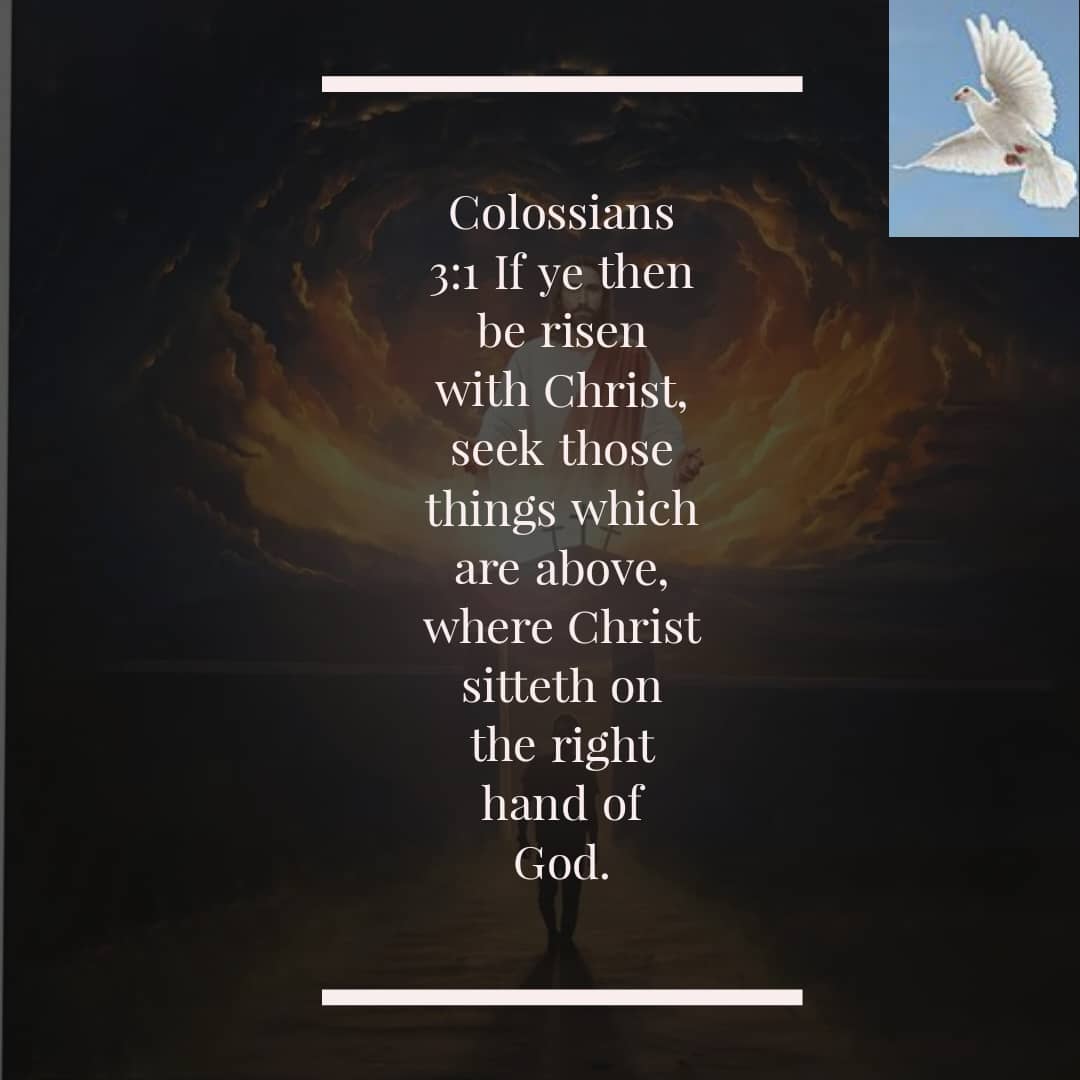 Colossians
3:1 If ye then
be risen
with Christ,
seek those
things which
are above,
where Christ
sitteth on
the right
hand of
God.